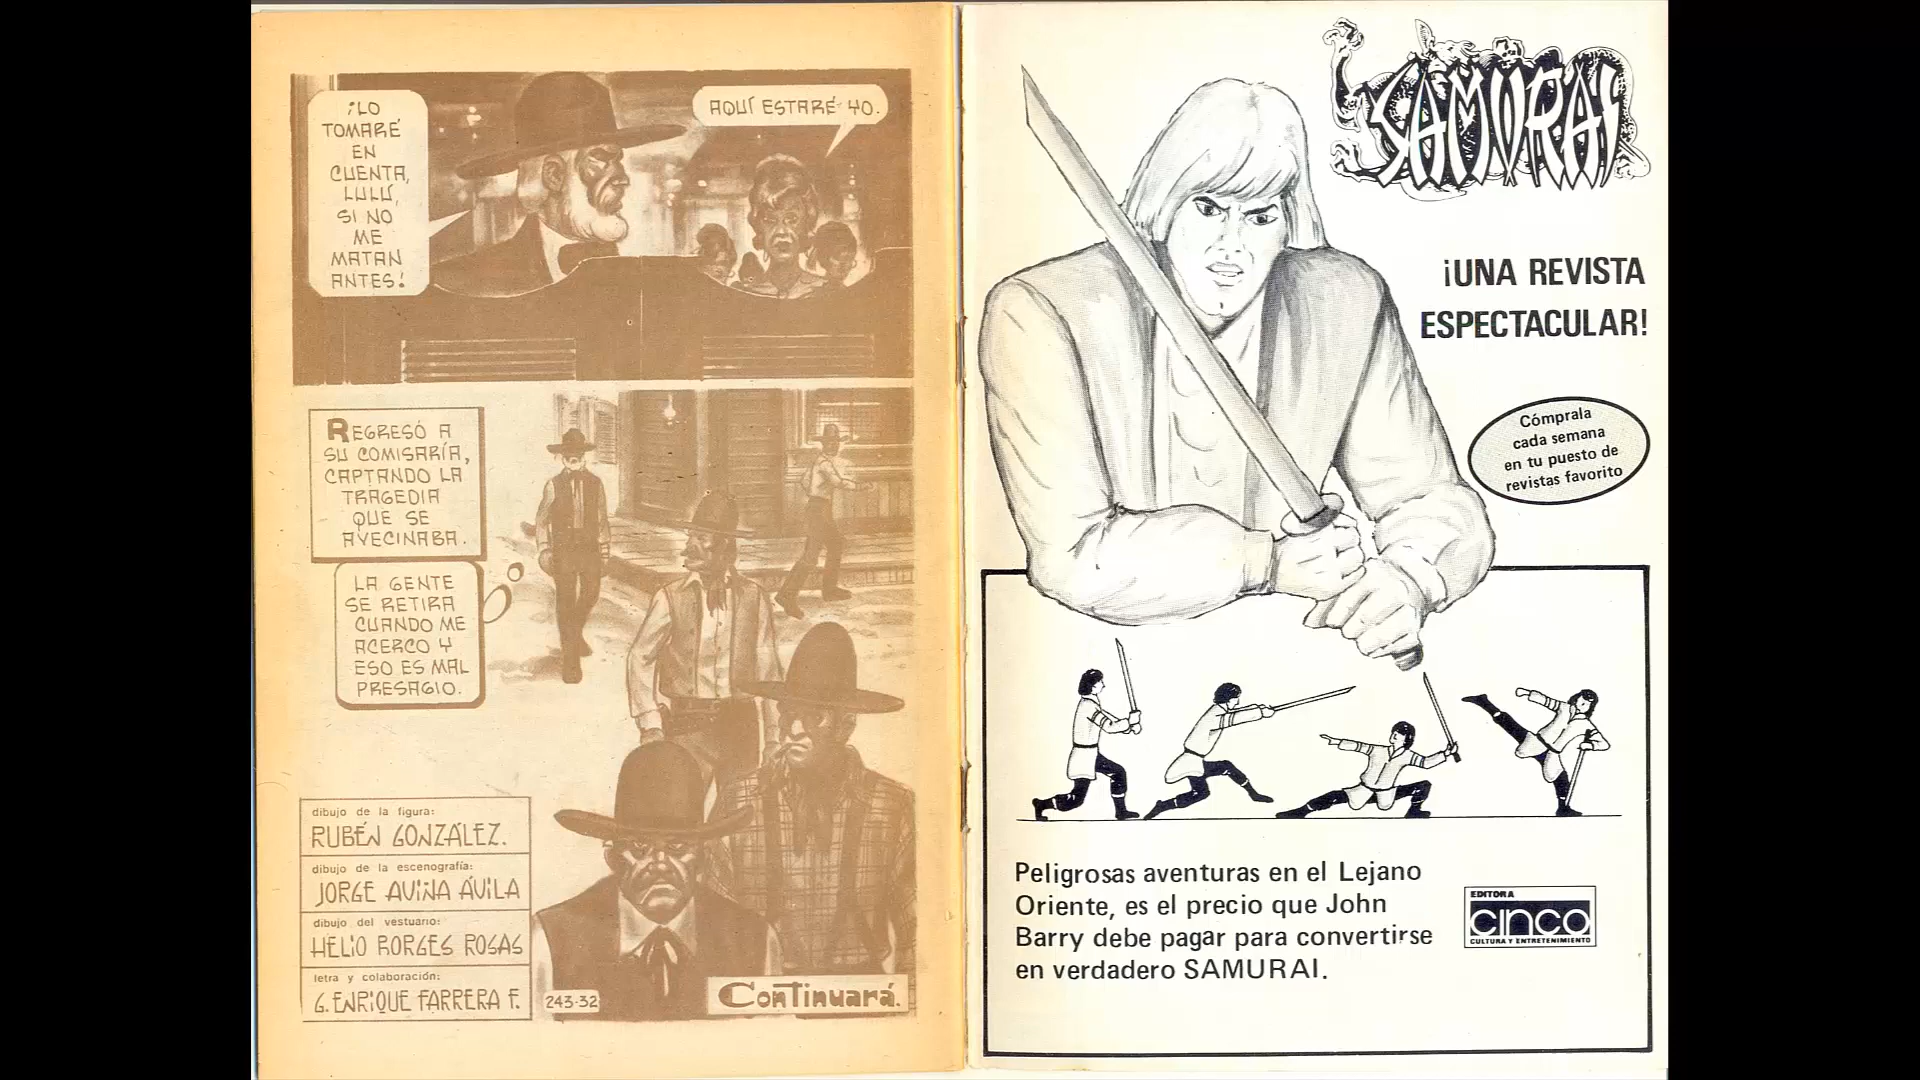 ¡LO
TOMARÉ
EN
CUENTA,
LULÚ,
SI NO
ME
MATAN
ANTES!
AQUÍ ESTARÉ YO.
REGRESÓ A
SU COMISARÍA,
CAPTANDO LA
TRAGEDIA
QUE SE
AVECINABA.
LA GENTE
SE RETIRA
CUANDO ME
ACERCO Y
ESO ES MAL
PRESAGIO.
dibujo de la figura:
RUBÉN GONZÁLEZ.
dibujo de la escenografía:
JORGE AVIÑA ÁVILA
dibujo del vestuario:
HELIO BORGES ROSAS
letra y colaboración:
G. ENRIQUE FARRERA F.
243-32
Continuará.
SAMURAI
¡UNA REVISTA
ESPECTACULAR!
Cómprala
cada semana
en tu puesto de
revistas favorito
Peligrosas aventuras en el Lejano
Oriente, es el precio que John
Barry debe pagar para convertirse
en verdadero SAMURAI.
EDITORA
cinco
CULTURA Y ENTRETENIMIENTO